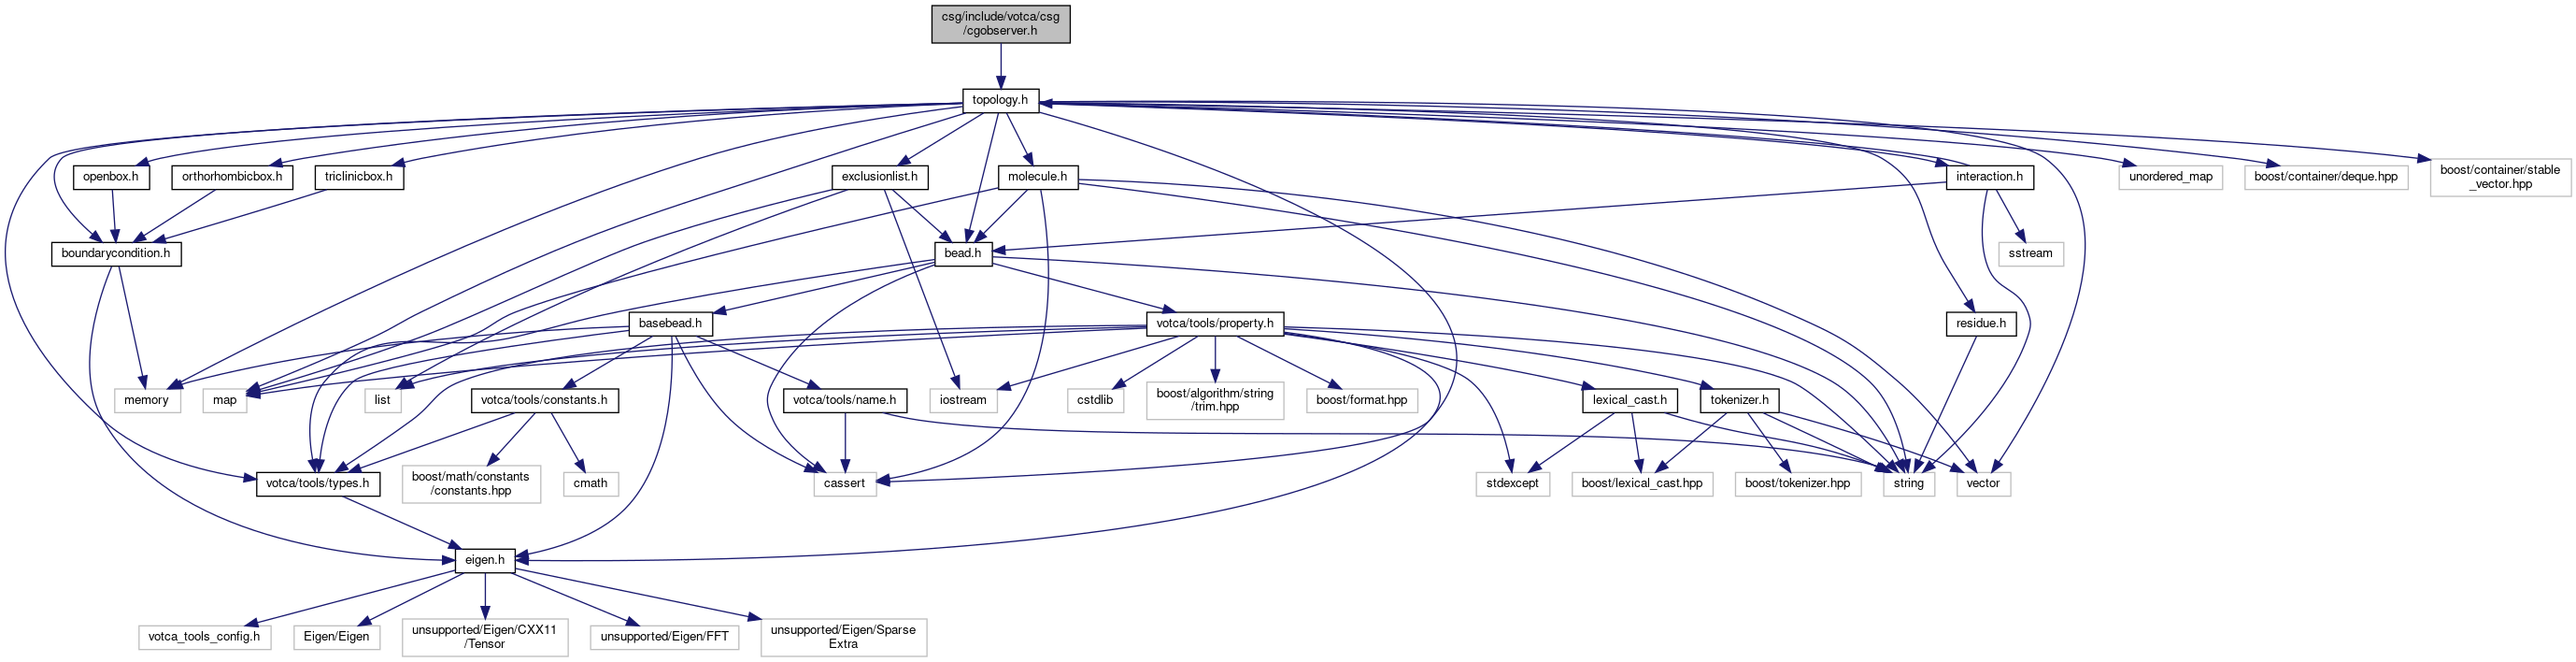 csg/include/votca/csg
/cgobserver.h
topology.h
openbox.h
orthorhombicbox.h
triclinicbox.h
exclusionlist.h
molecule.h
interaction.h
unordered_map
boost/container/deque.hpp
boost/container/stable
_vector.hpp
boundarycondition.h
bead.h
sstream
basebead.h
votca/tools/property.h
residue.h
memory
map
list
votca/tools/constants.h
votca/tools/name.h
iostream
cstdlib
boost/algorithm/string
/trim.hpp
boost/format.hpp
lexical_cast.h
tokenizer.h
votca/tools/types.h
boost/math/constants
/constants.hpp
cmath
cassert
stdexcept
boost/lexical_cast.hpp
boost/tokenizer.hpp
string
vector
eigen.h
votca_tools_config.h
Eigen/Eigen
unsupported/Eigen/CXX11
/Tensor
unsupported/Eigen/FFT
unsupported/Eigen/Sparse
Extra